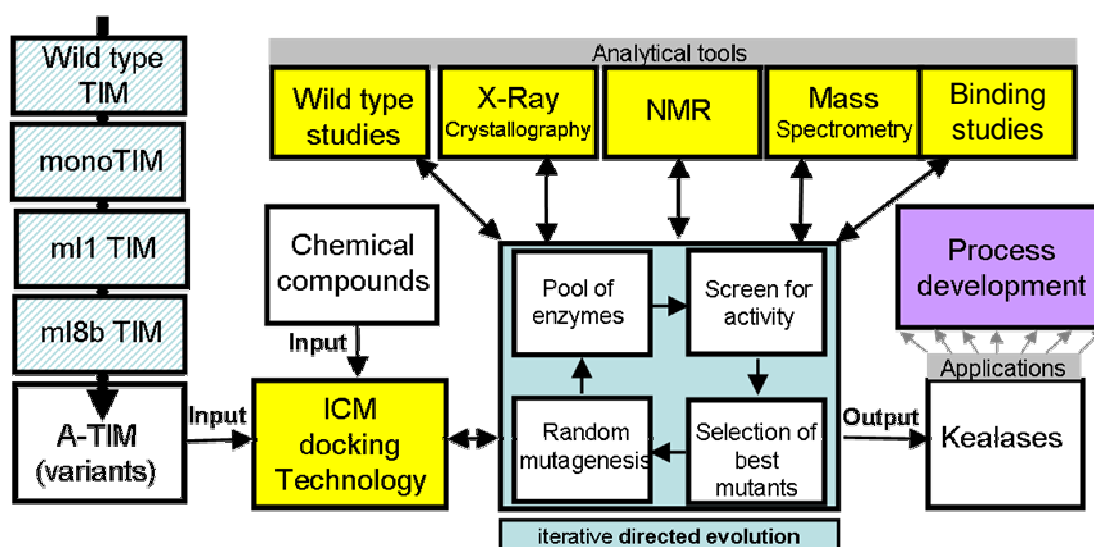 Wild type
TIM
monoTIM
ml1 TIM
ml8b TIM
A-TIM
(variants)
Input
Analytical tools
Wild type
studies
X-Ray
Crystallography
NMR
Mass
Spectrometry
Binding
studies
Chemical
compounds
Input
ICM
docking
Technology
Pool of
enzymes
Screen for
activity
Random
mutagenesis
Selection of
best
mutants
iterative directed evolution
Output
Process
development
Applications
Kealases